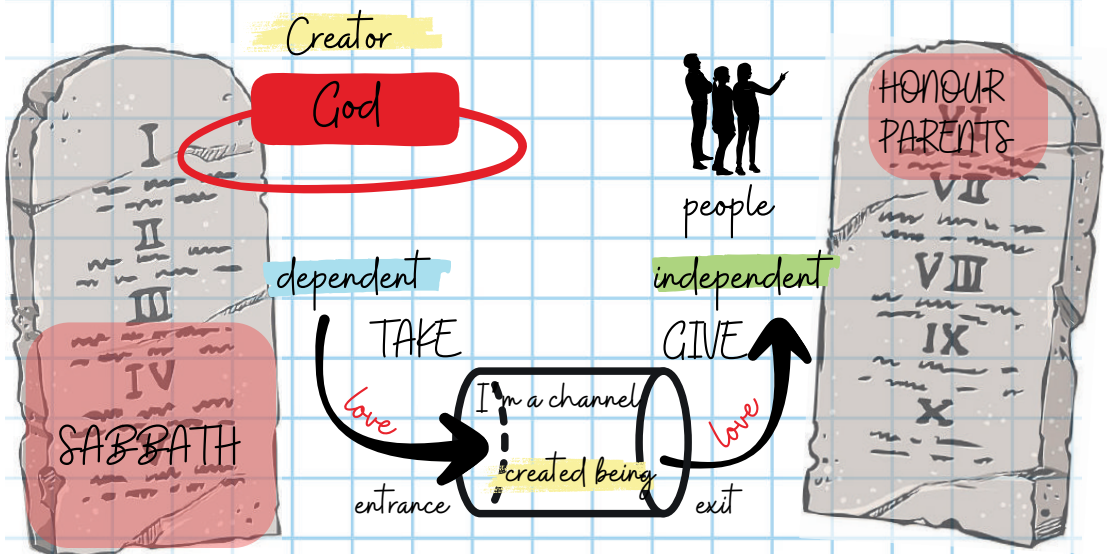 Creator
God
I
II
III
IV
SABBATH
dependent
TAKE
love
entrance
I'm a channel
created being
people
independent
GIVE
love
exit
HONOUR
VI
PARENTS
VII
VIII
IX
X